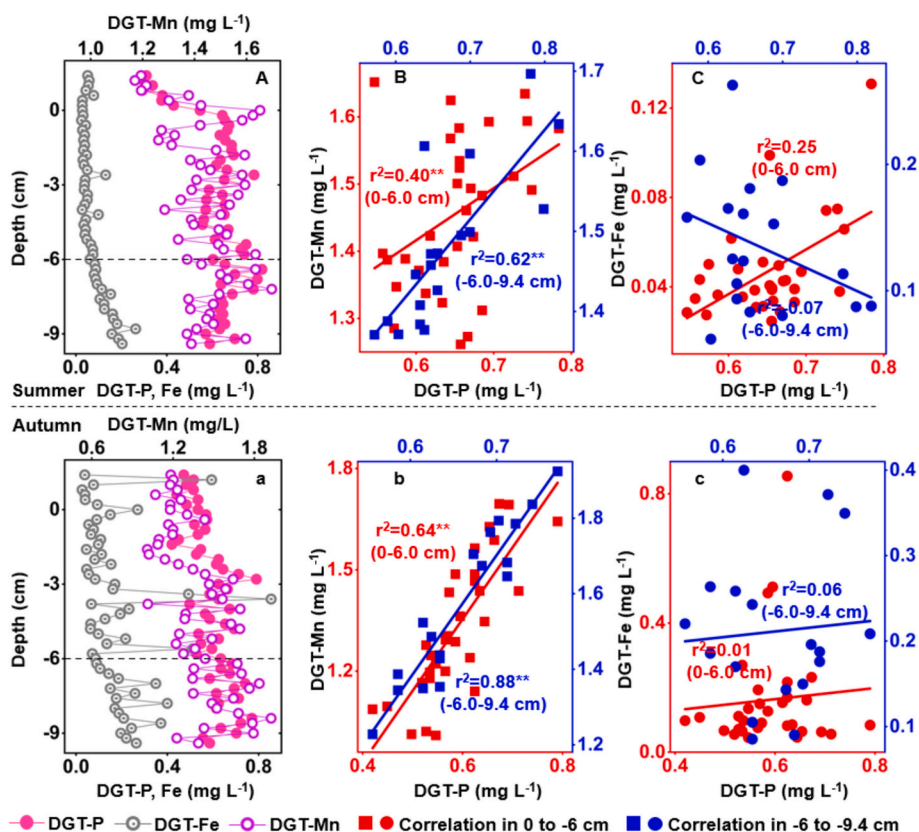 DGT-Mn (mg L-1)
1.0 1.2 1.4 1.6
A
0
-3
-6
-9
Depth (cm)
0.0 0.4 0.8
Summer DGT-P, Fe (mg L-1)
0.6 0.7 0.8
B
1.6
1.5
1.4
1.3
DGT-Mn (mg L-1)
1.7
1.6
1.5
1.4
r2=0.40**
(0-6.0 cm)
r2=0.62**
(-6.0-9.4 cm)
0.6 0.7 0.8
DGT-P (mg L-1)
0.6 0.7 0.8
C
0.12
0.08
0.04
DGT-Fe (mg L-1)
0.2
0.1
r2=0.25
(0-6.0 cm)
r2=0.07
(-6.0-9.4 cm)
0.6 0.7 0.8
DGT-P (mg L-1)
Autumn DGT-Mn (mg/L)
0.6 1.2 1.8
a
0
-3
-6
-9
Depth (cm)
0.0 0.4 0.8
DGT-P, Fe (mg L-1)
0.6 0.7
b
1.8
1.5
1.2
DGT-Mn (mg L-1)
1.8
1.6
1.4
1.2
r2=0.64**
(0-6.0 cm)
r2=0.88**
(-6.0-9.4 cm)
0.4 0.5 0.6 0.7 0.8
DGT-P (mg L-1)
0.6 0.7
c
0.8
0.4
0.0
DGT-Fe (mg L-1)
0.4
0.3
0.2
0.1
r2=0.06
(-6.0-9.4 cm)
r2=0.01
(0-6.0 cm)
0.4 0.5 0.6 0.7 0.8
DGT-P (mg L-1)
DGT-P DGT-Fe DGT-Mn Correlation in 0 to -6 cm Correlation in -6 to -9.4 cm